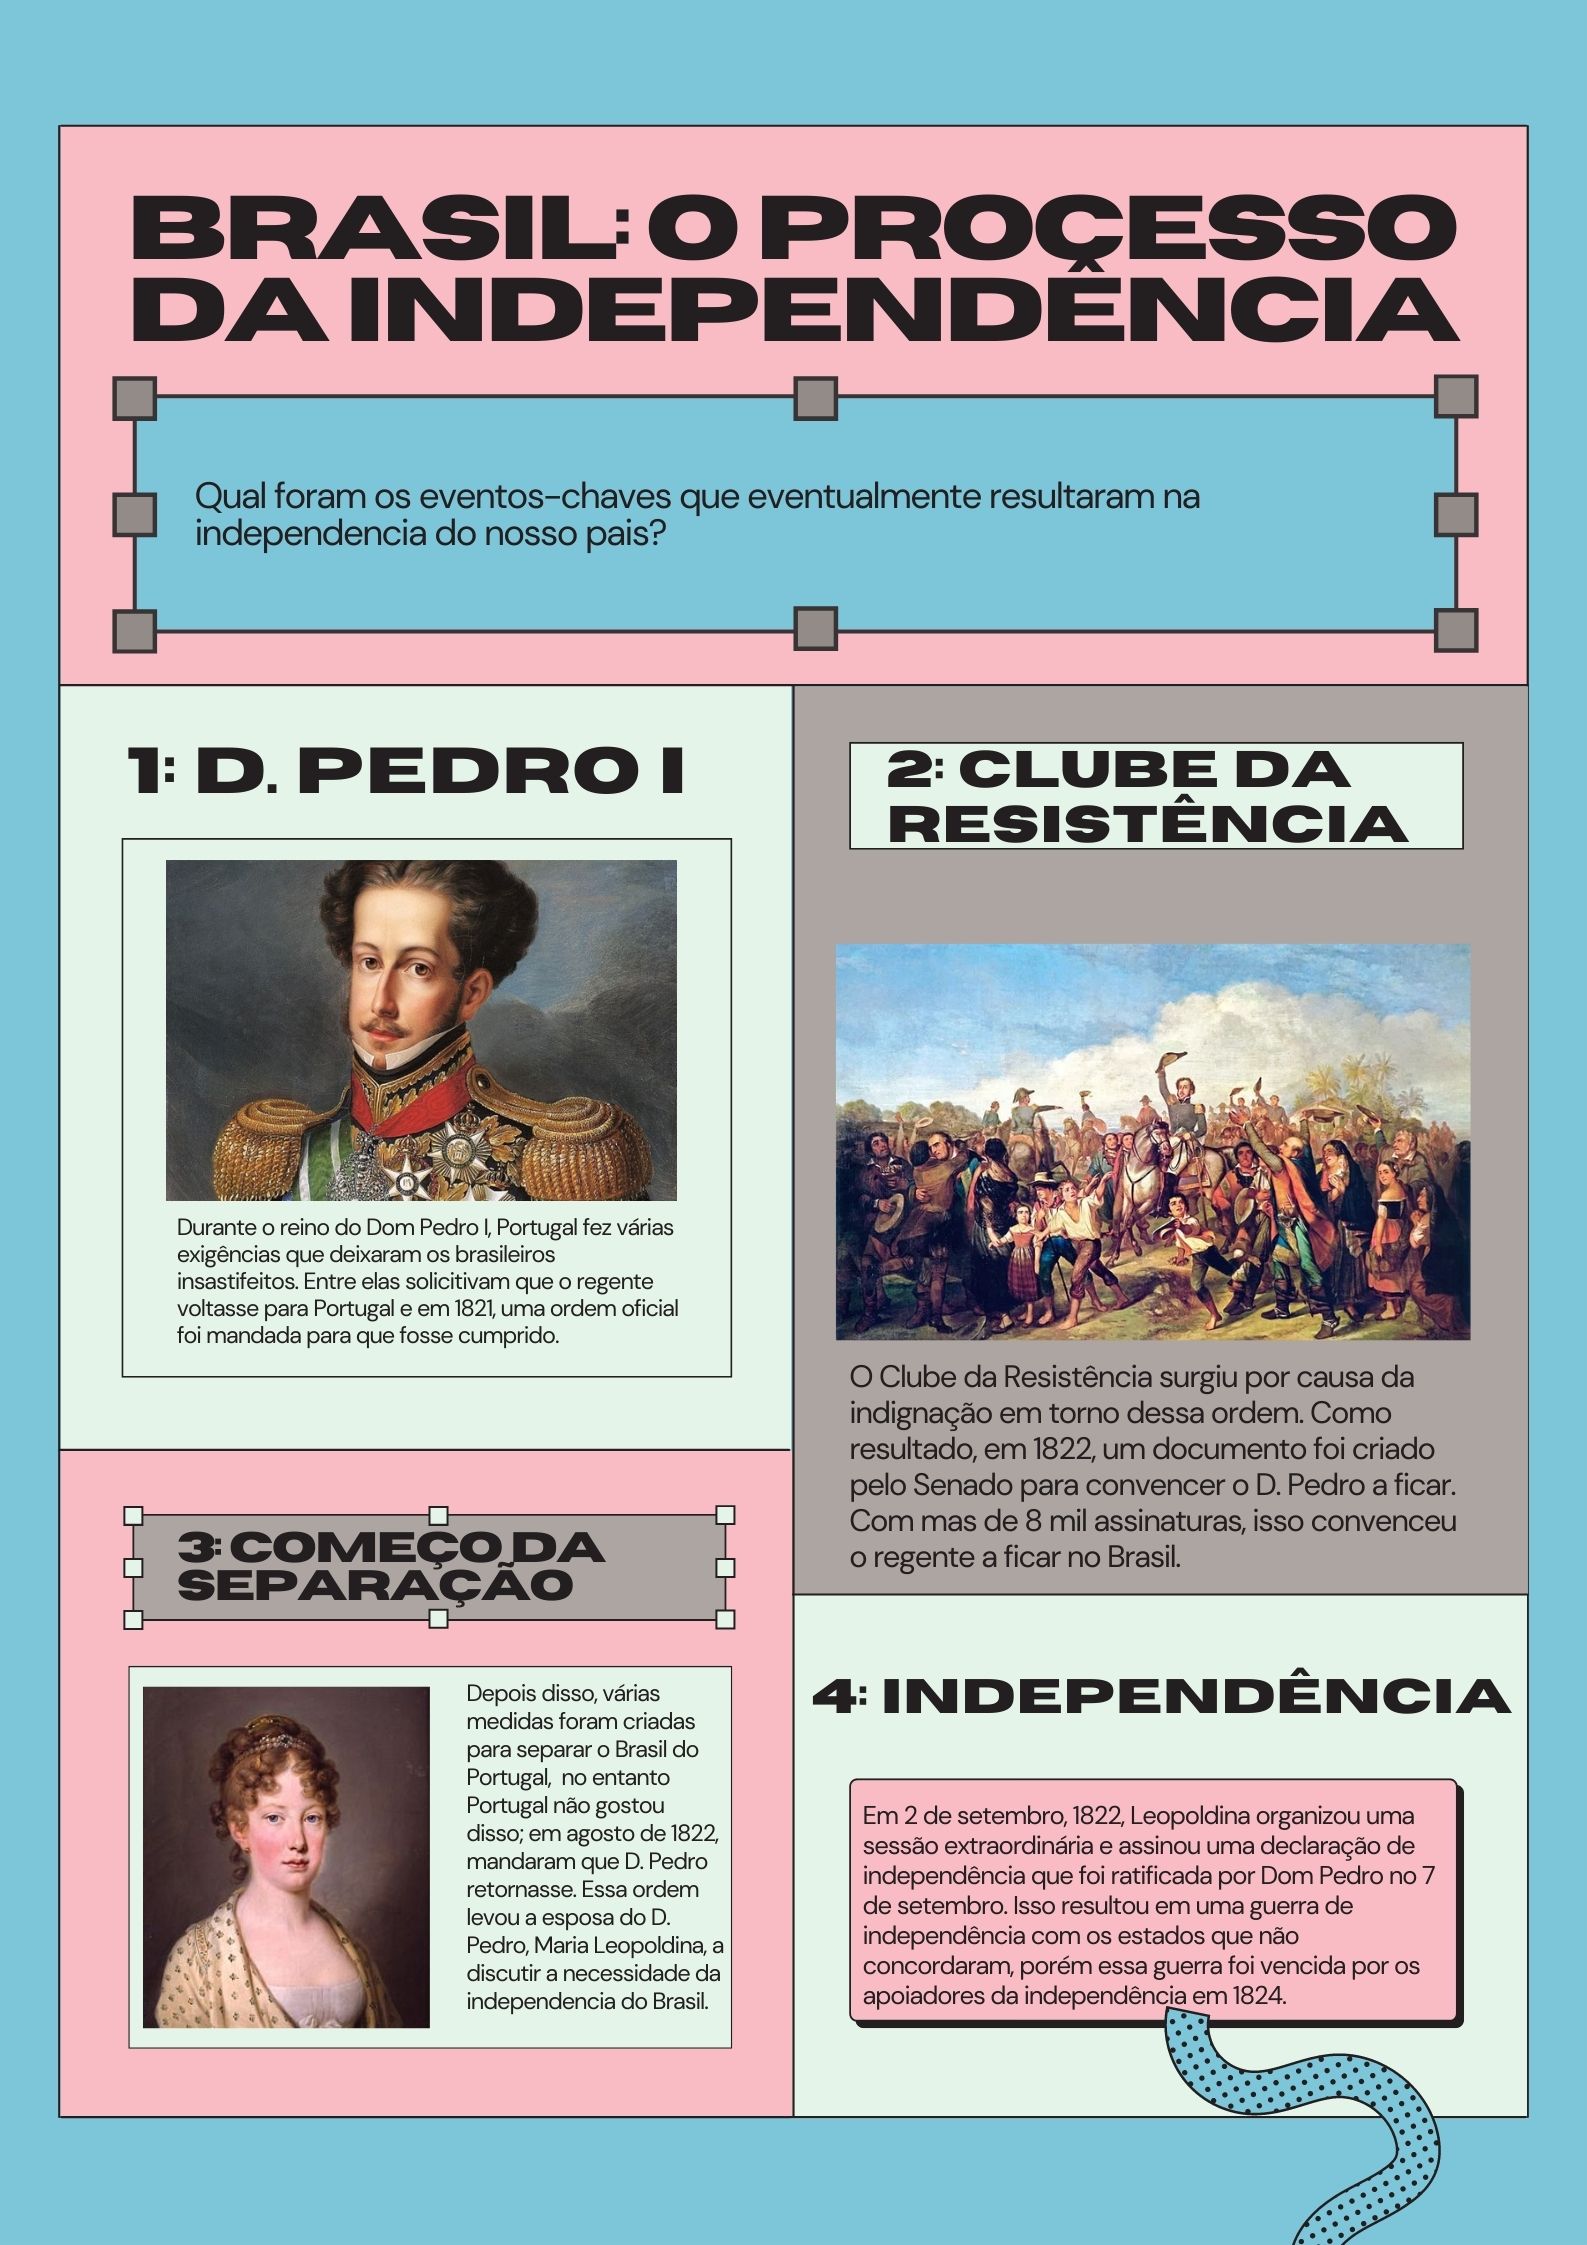 BRASIL: O PROCESSO
DA INDEPENDÊNCIA
Qual foram os eventos-chaves que eventualmente resultaram na
independencia do nosso pais?
1: D. PEDRO I
Durante o reino do Dom Pedro I, Portugal fez várias
exigências que deixaram os brasileiros
insastifeitos. Entre elas solicitivam que o regente
voltasse para Portugal e em 1821, uma ordem oficial
foi mandada para que fosse cumprido.
2: CLUBE DA
RESISTÊNCIA
O Clube da Resistência surgiu por causa da
indignação em torno dessa ordem. Como
resultado, em 1822, um documento foi criado
pelo Senado para convencer o D. Pedro a ficar.
Com mas de 8 mil assinaturas, isso convenceu
o regente a ficar no Brasil.
3: COMEÇO DA
SEPARAÇÃO
Depois disso, várias
medidas foram criadas
para separar o Brasil do
Portugal, no entanto
Portugal não gostou
disso; em agosto de 1822,
mandaram que D. Pedro
retornasse. Essa ordem
levou a esposa do D.
Pedro, Maria Leopoldina, a
discutir a necessidade da
independencia do Brasil.
4: INDEPENDÊNCIA
Em 2 de setembro, 1822, Leopoldina organizou uma
sessão extraordinária e assinou uma declaração de
independência que foi ratificada por Dom Pedro no 7
de setembro. Isso resultou em uma guerra de
independência com os estados que não
concordaram, porém essa guerra foi vencida por os
apoiadores da independência em 1824.